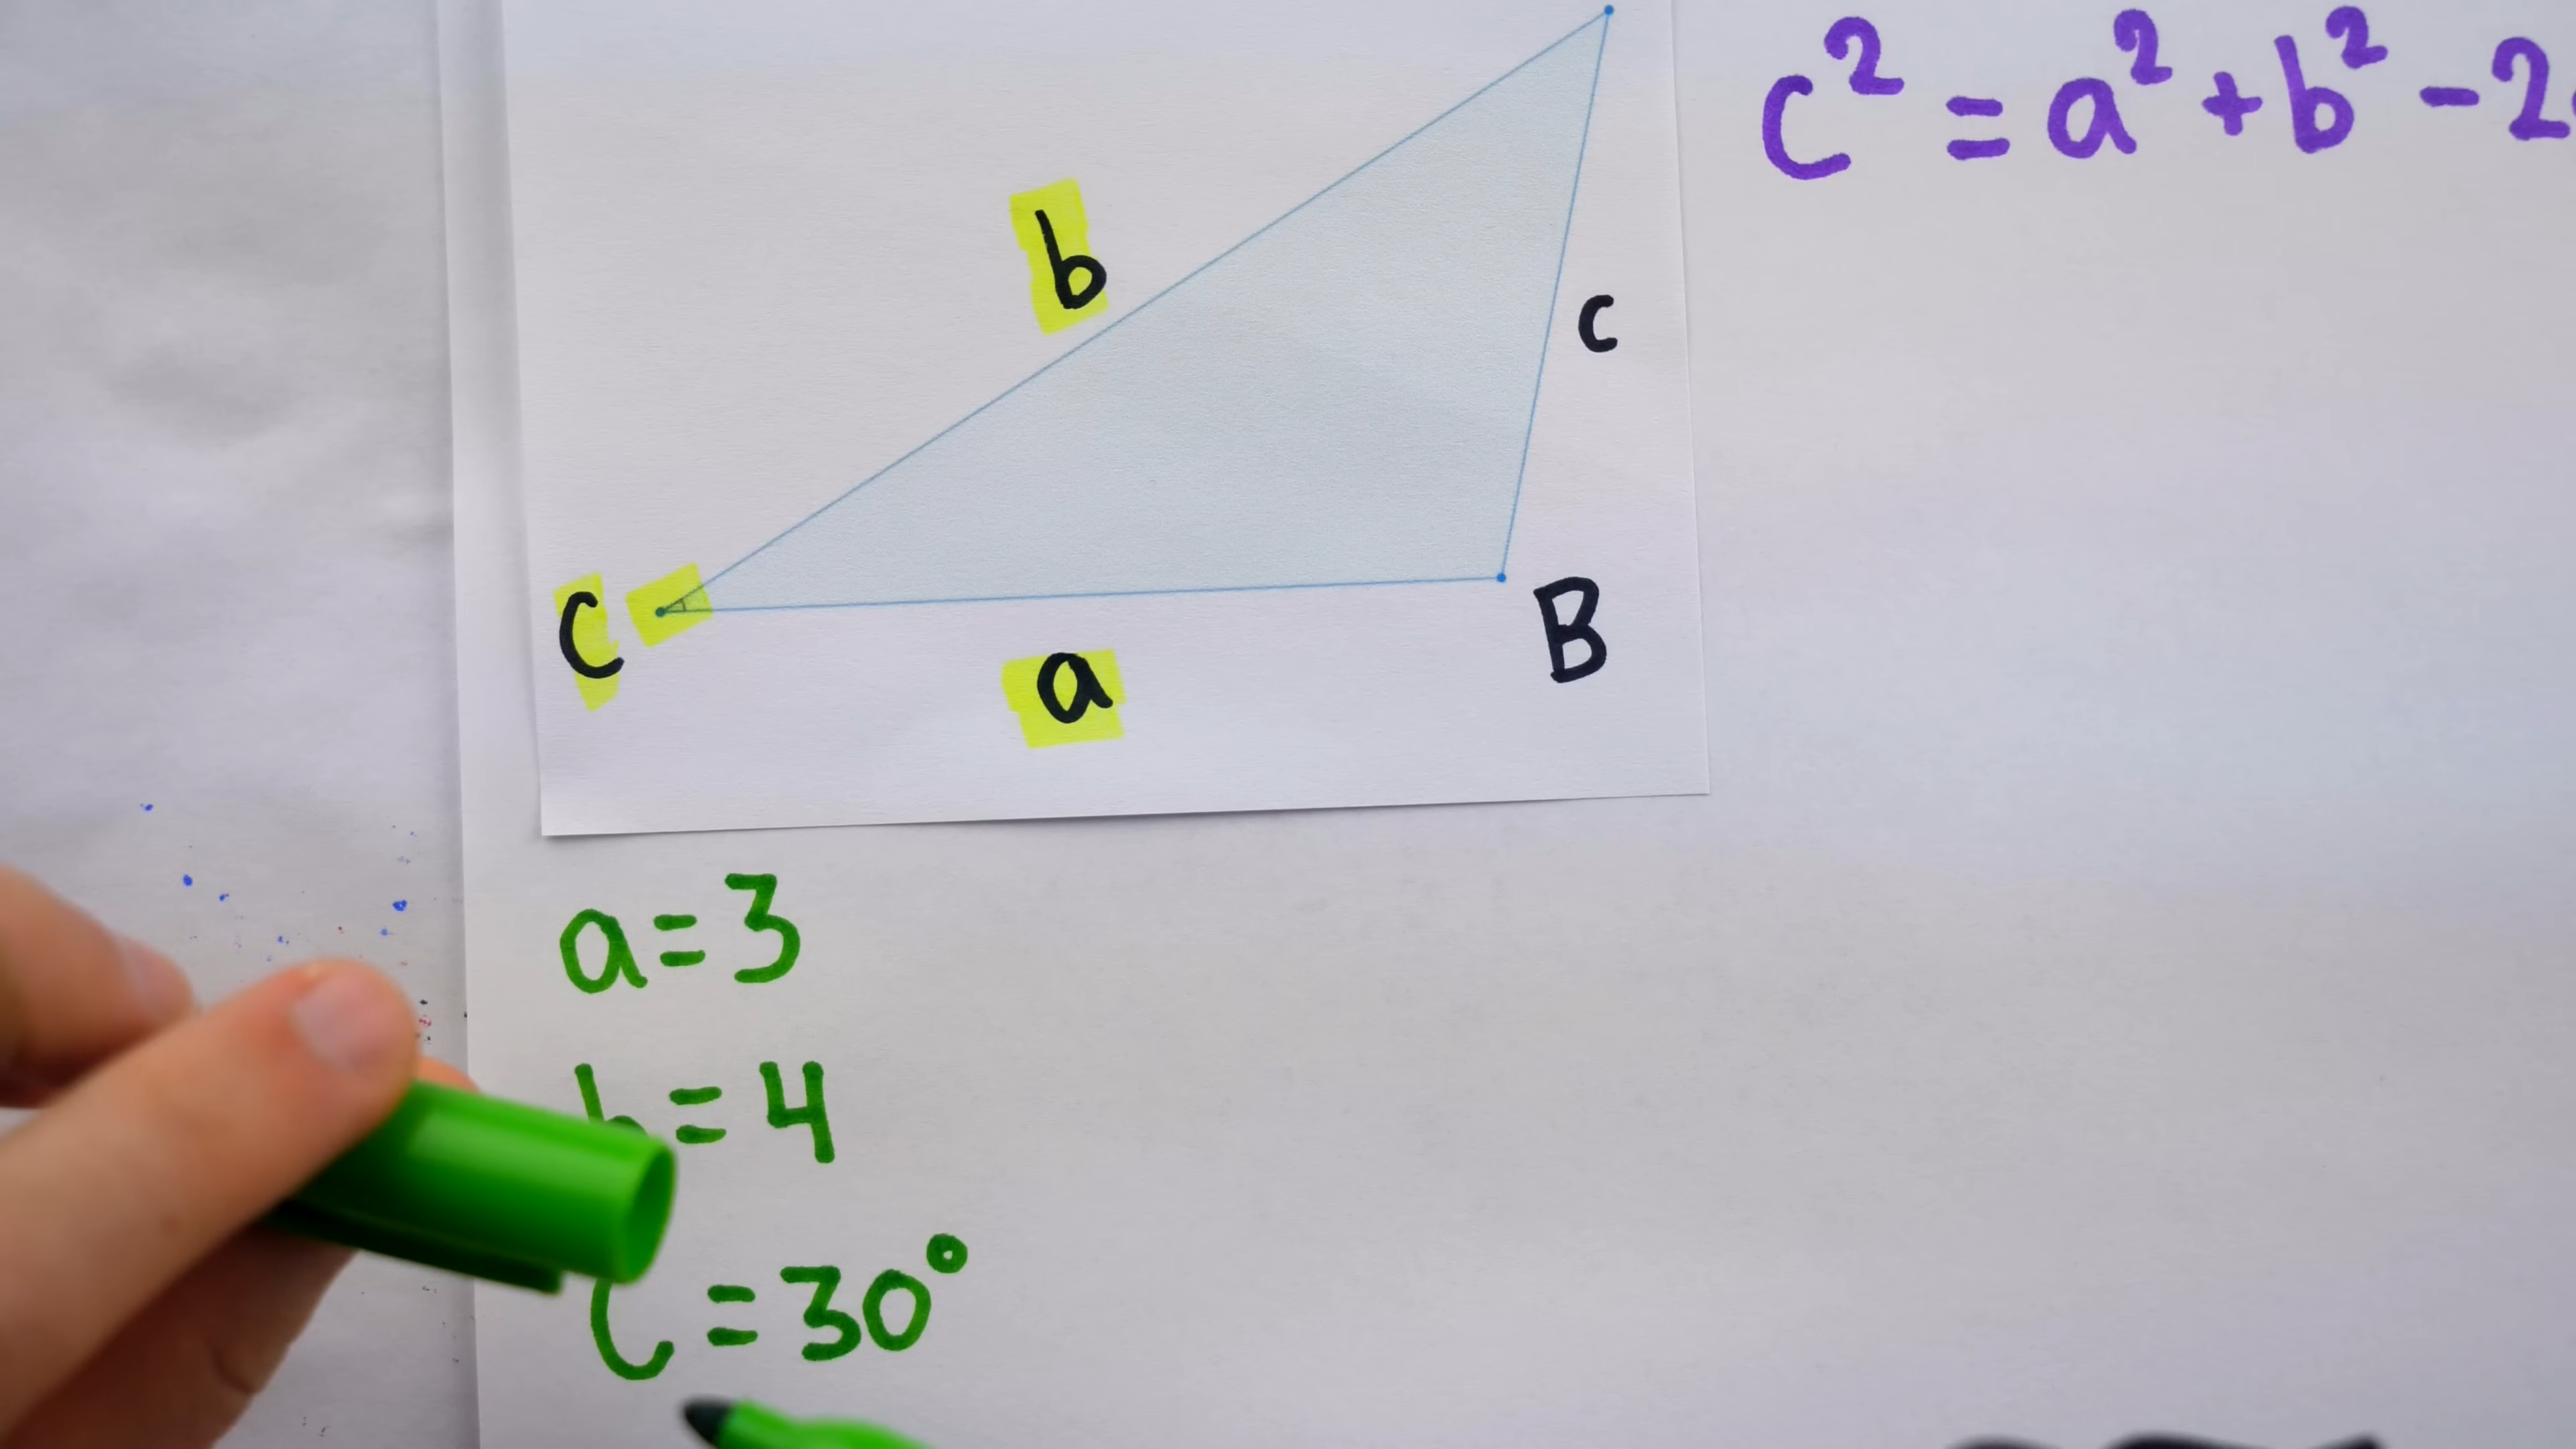 b
c
C
B
a
c² = a² + b² - 2
a = 3
b = 4
C = 30°